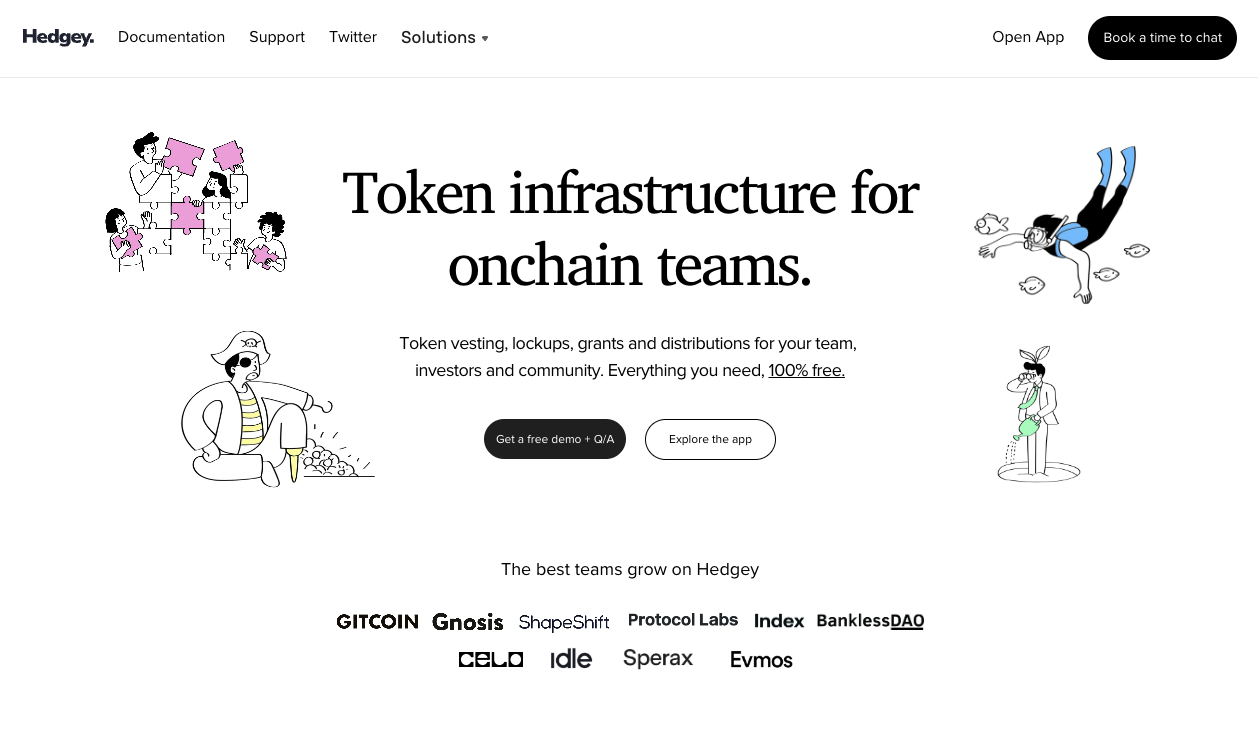 Hedgey. Documentation Support Twitter Solutions Open App Book a time to chat
Token infrastructure for
onchain teams.
Token vesting, lockups, grants and distributions for your team,
investors and community. Everything you need, 100% free.
Get a free demo + Q/A Explore the app
The best teams grow on Hedgey
GITCOIN Gnosis ShapeShift Protocol Labs Index BanklessDAO
CELO idle Sperax Evmos